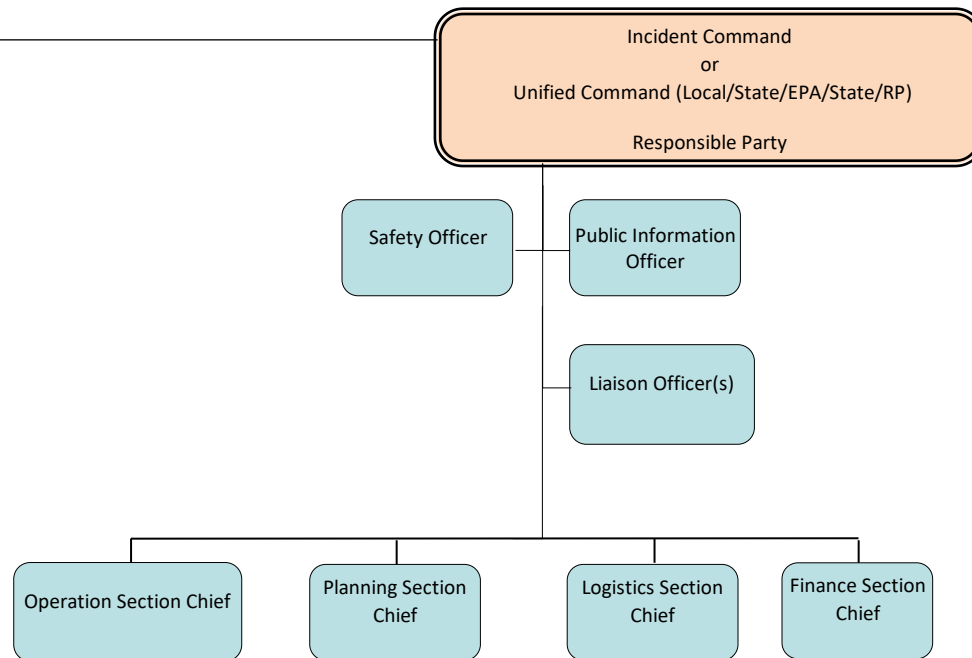 Incident Command
or
Unified Command (Local/State/EPA/State/RP)
Responsible Party
Safety Officer
Public Information
Officer
Liaison Officer(s)
Operation Section Chief
Planning Section
Chief
Logistics Section
Chief
Finance Section
Chief